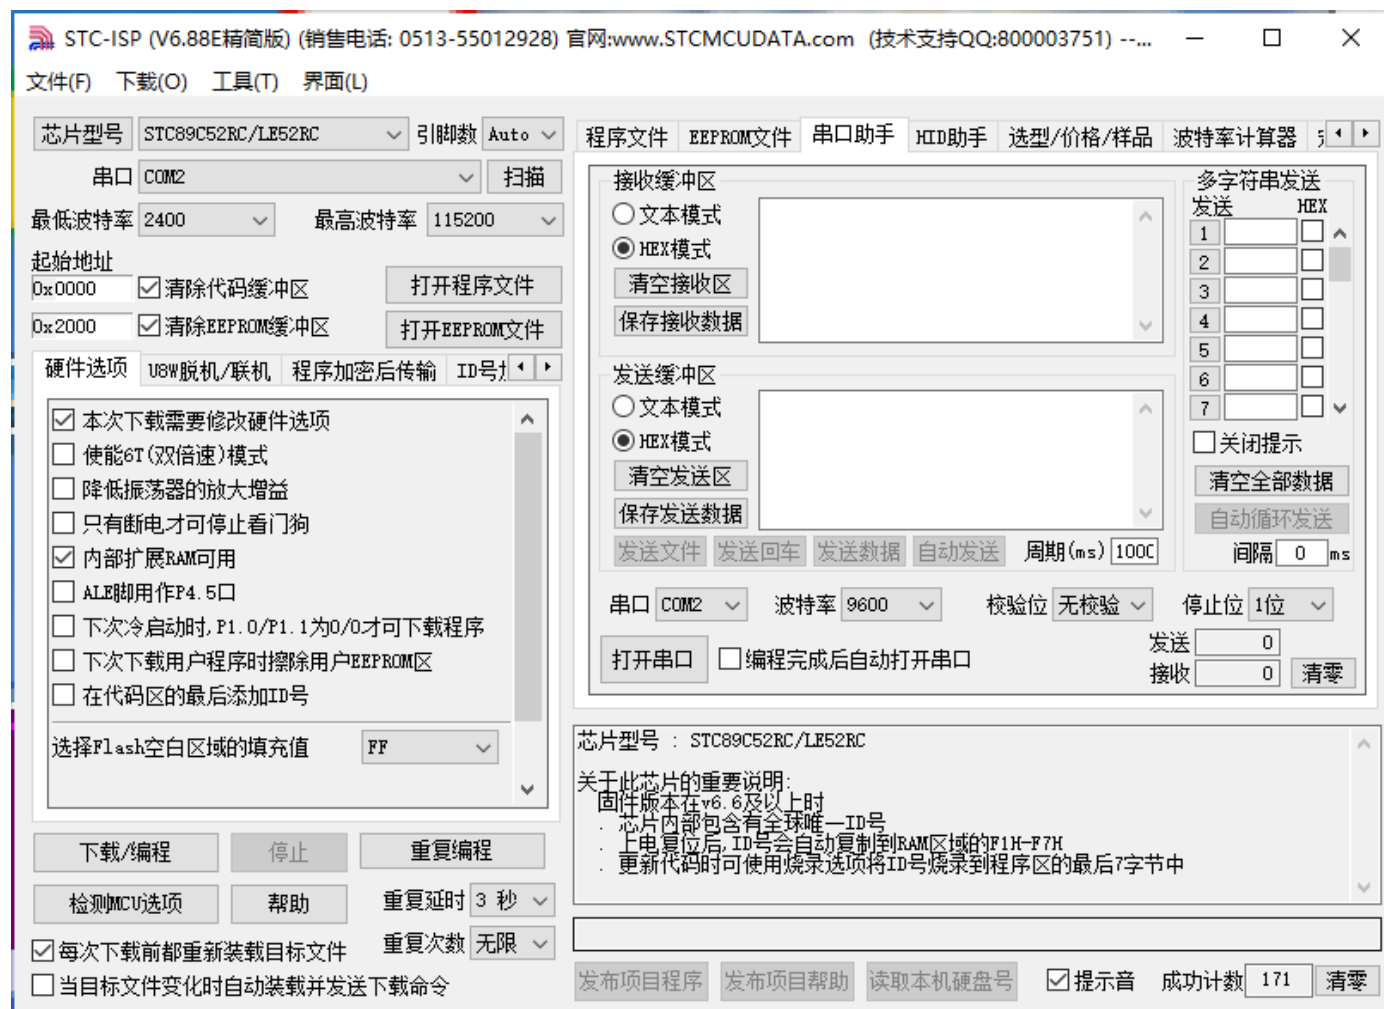 STC-ISP (V6.88E精简版) (销售电话: 0513-55012928) 官网:www.STCMCUDATA.com (技术支持QQ:800003751) --...
文件(F) 下载(O) 工具(T) 界面(L)
芯片型号 STC89C52RC/LE52RC 引脚数 Auto
串口 COM2 扫描
最低波特率 2400 最高波特率 115200
起始地址
0x0000 清除代码缓冲区 打开程序文件
0x2000 清除EEPROM缓冲区 打开EEPROM文件
硬件选项 U8W脱机/联机 程序加密后传输 ID号
本次下载需要修改硬件选项
使能6T(双倍速)模式
降低振荡器的放大增益
只有断电才可停止看门狗
内部扩展RAM可用
ALE脚用作P4.5口
下次冷启动时,P1.0/P1.1为0/0才可下载程序
下次下载用户程序时擦除用户EEPROM区
在代码区的最后添加ID号
选择Flash空白区域的填充值 FF
下载/编程 停止 重复编程
检测MCU选项 帮助 重复延时 3 秒
每次下载前都重新装载目标文件 重复次数 无限
当目标文件变化时自动装载并发送下载命令
程序文件 EEPROM文件 串口助手 HID助手 选型/价格/样品 波特率计算器
接收缓冲区
文本模式
HEX模式
清空接收区
保存接收数据
发送缓冲区
文本模式
HEX模式
清空发送区
保存发送数据
发送文件 发送回车 发送数据 自动发送 周期(ms) 1000
多字符串发送
发送 HEX
1
2
3
4
5
6
7
关闭提示
清空全部数据
自动循环发送
间隔 0 ms
串口 COM2 波特率 9600 校验位 无校验 停止位 1位
打开串口 编程完成后自动打开串口
发送 0
接收 0 清零
芯片型号 : STC89C52RC/LE52RC
关于此芯片的重要说明:
固件版本在v6.6及以上时
. 芯片内部包含有全球唯一ID号
. 上电复位后,ID号会自动复制到RAM区域的F1H-F7H
. 更新代码时可使用烧录选项将ID号烧录到程序区的最后7字节中
发布项目程序 发布项目帮助 读取本机硬盘号 提示音 成功计数 171 清零